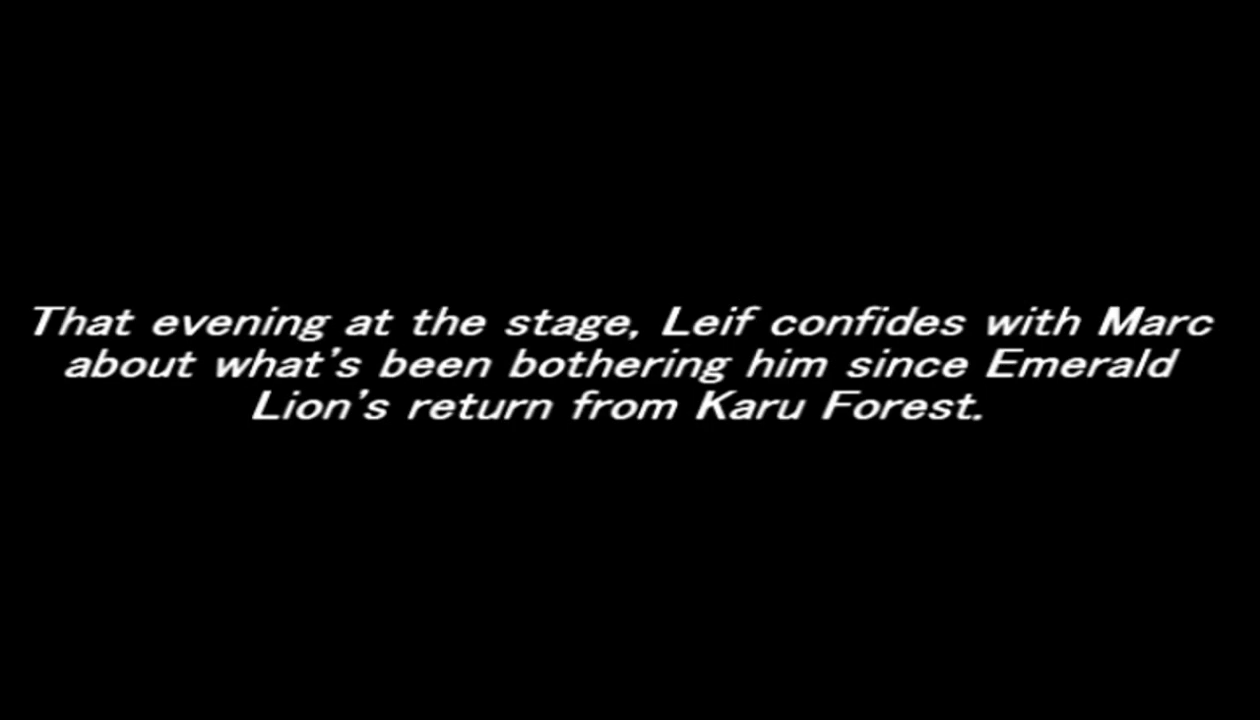 That evening at the stage, Leif confides with Marc
about what's been bothering him since Emerald
Lion's return from Karu Forest.